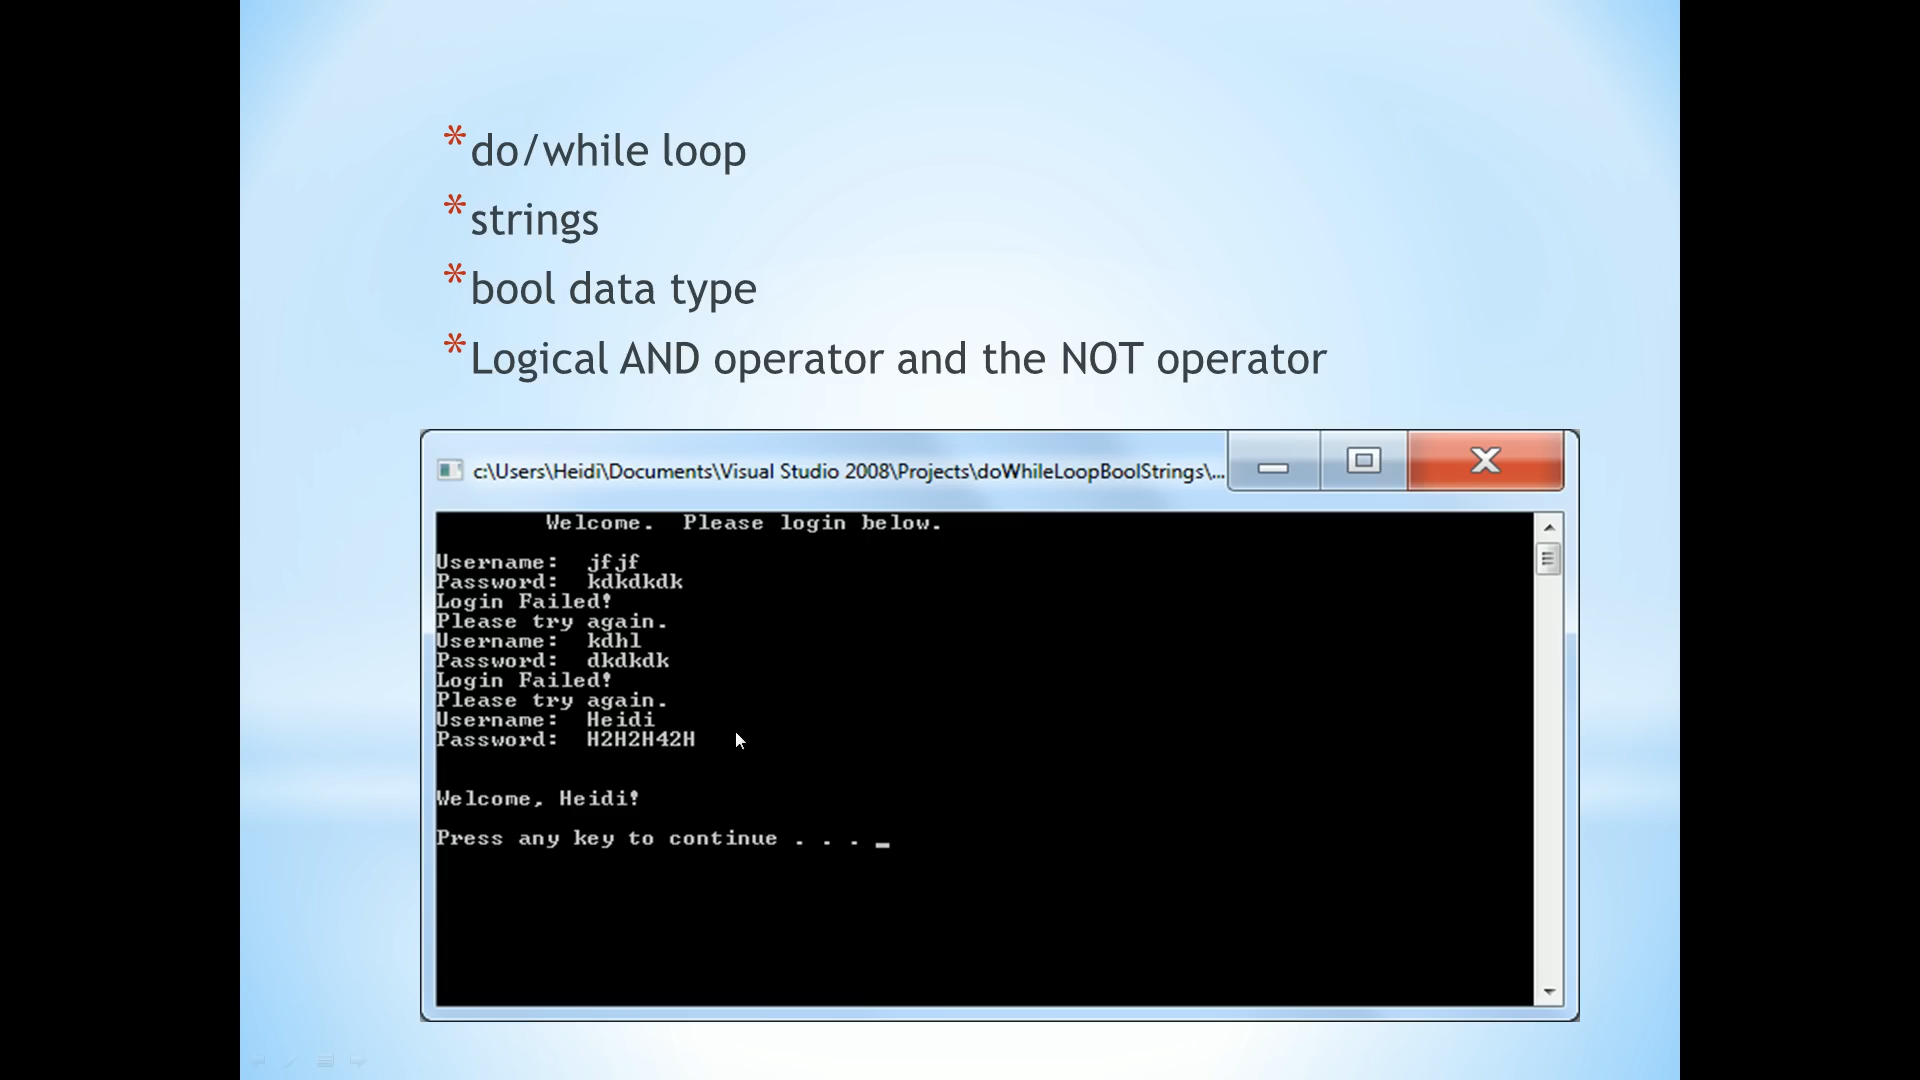 * do/while loop
* strings
* bool data type
* Logical AND operator and the NOT operator
c:\Users\Heidi\Documents\Visual Studio 2008\Projects\doWhileLoopBoolStrings\...
Welcome.  Please login below.
Username:  jfjf
Password:  kdkdkdk
Login Failed!
Please try again.
Username:  kdhl
Password:  dkdkdk
Login Failed!
Please try again.
Username:  Heidi
Password:  H2H2H42H
Welcome, Heidi!
Press any key to continue . . . _